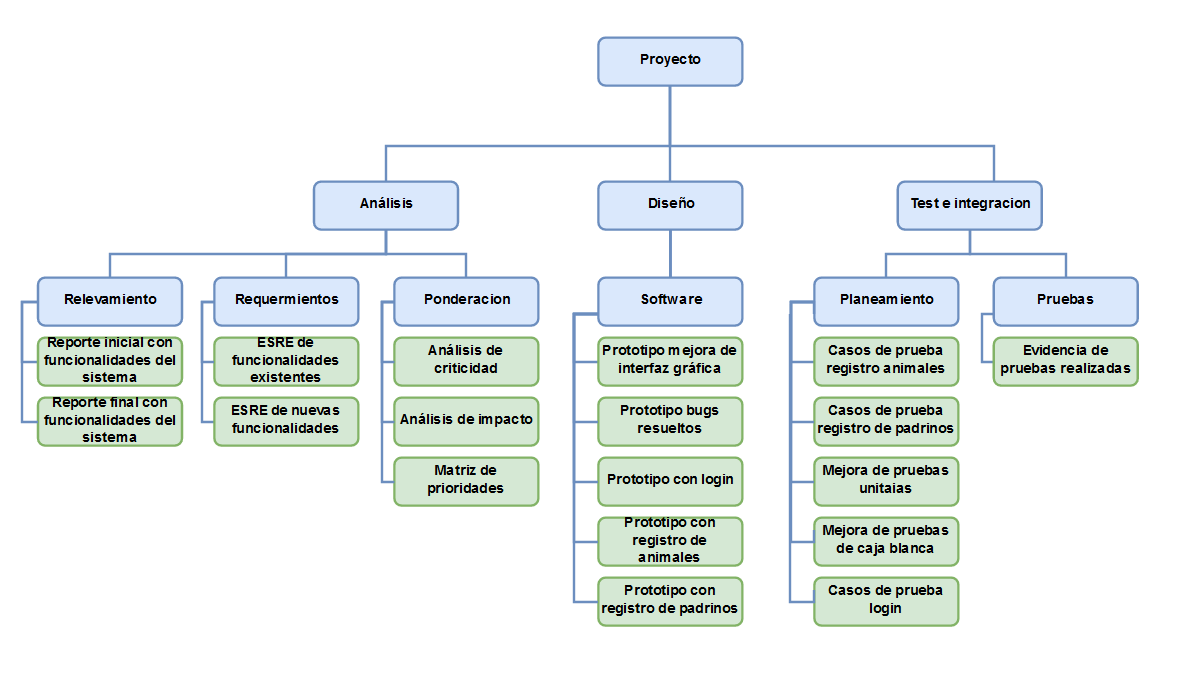 Proyecto
Análisis
Diseño
Test e integracion
Relevamiento
Requermientos
Ponderacion
Software
Planeamiento
Pruebas
Reporte inicial con
funcionalidades del
sistema
Reporte final con
funcionalidades del
sistema
ESRE de
funcionalidades
existentes
ESRE de nuevas
funcionalidades
Análisis de
criticidad
Análisis de impacto
Matriz de
prioridades
Prototipo mejora de
interfaz gráfica
Prototipo bugs
resueltos
Prototipo con login
Prototipo con
registro de
animales
Prototipo con
registro de padrinos
Casos de prueba
registro animales
Casos de prueba
registro de padrinos
Mejora de pruebas
unitaias
Mejora de pruebas
de caja blanca
Casos de prueba
login
Evidencia de
pruebas realizadas